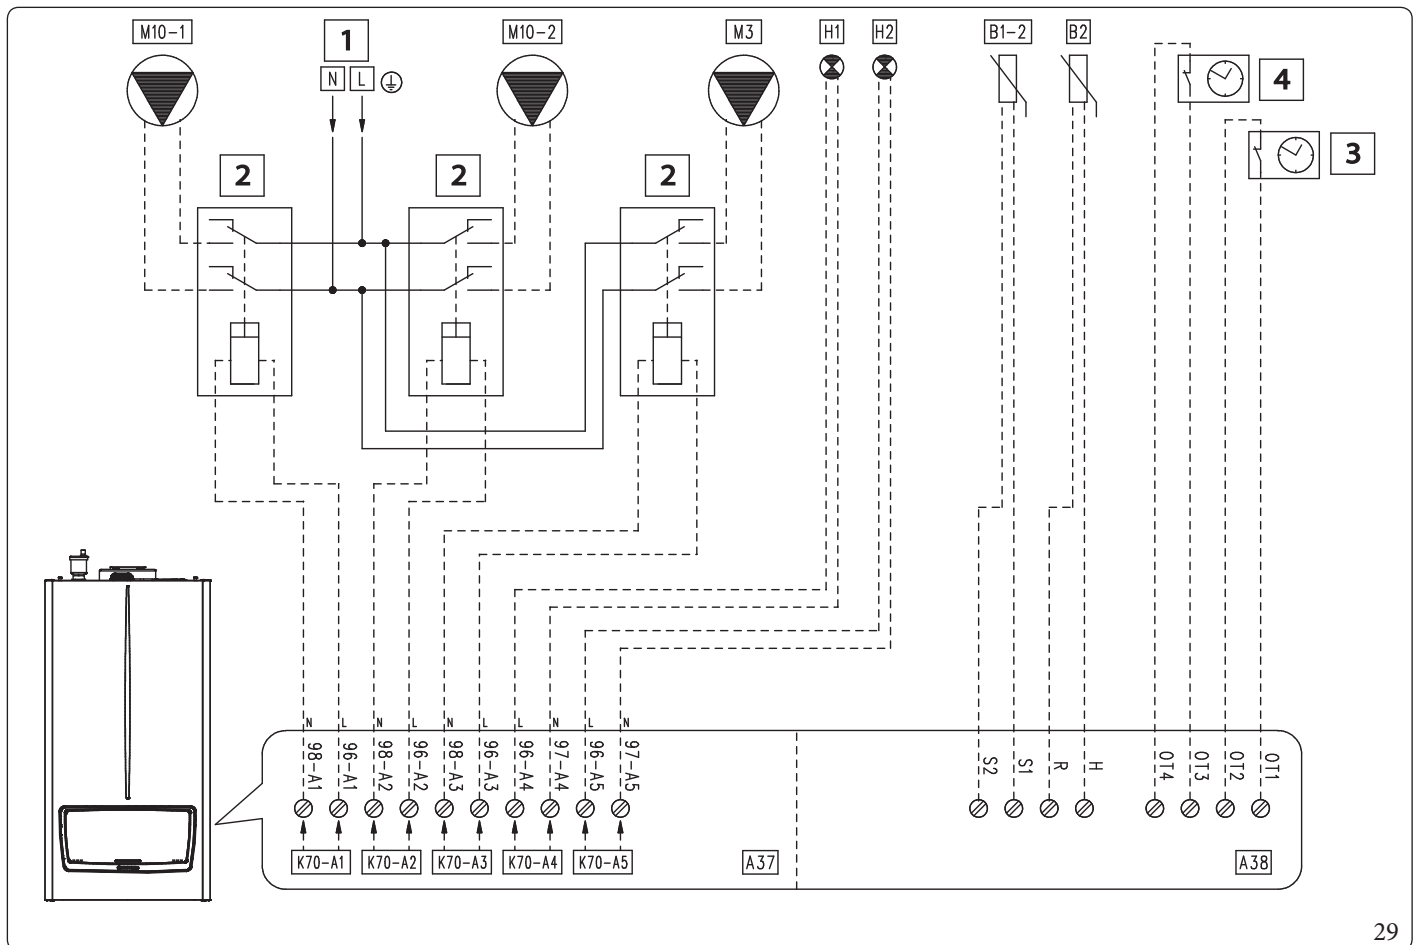 M10-1
1
M10-2
M3
H1
H2
B1-2
B2
N
L
4
3
2
2
2
N
L
N
L
N
L
L
N
L
N
98-A1
96-A1
98-A2
96-A2
98-A3
96-A3
96-A4
97-A4
96-A5
97-A5
S2
S1
R
H
OT4
OT3
OT2
OT1
K70-A1
K70-A2
K70-A3
K70-A4
K70-A5
A37
A38
29